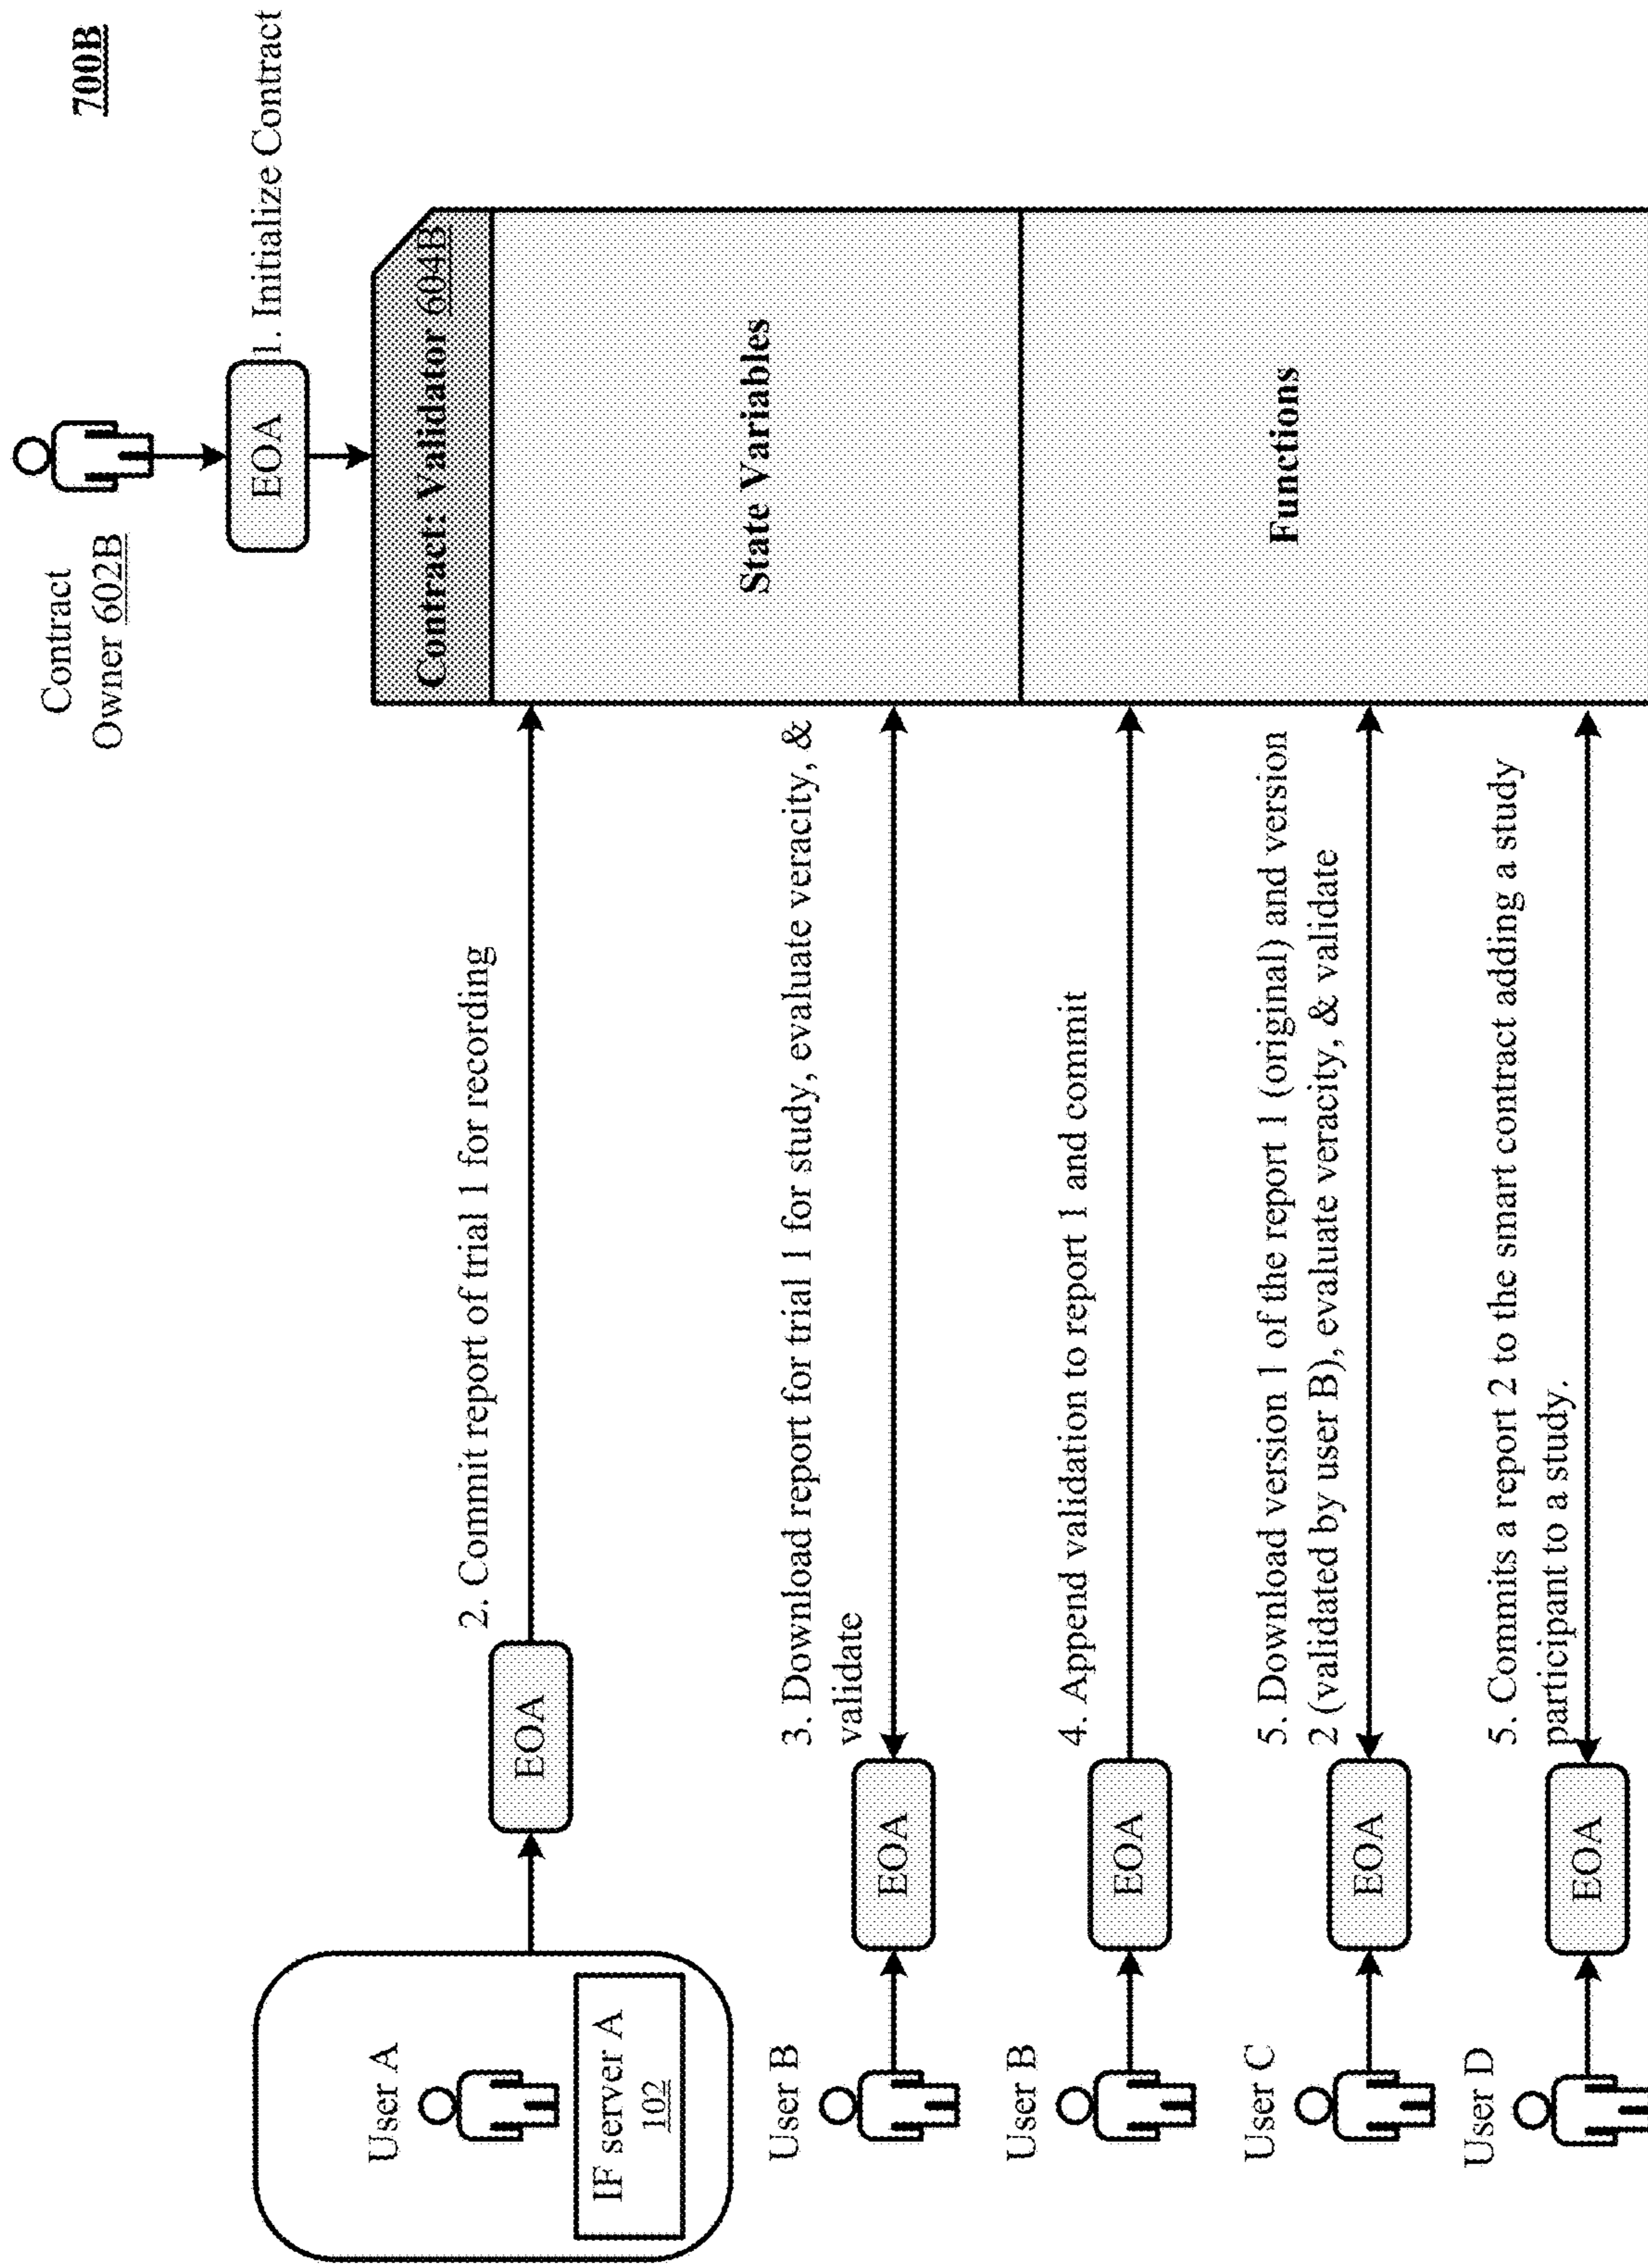 700B
Contract
Owner 602B
EOA
1. Initialize Contract
Contract: Validator 604B
State Variables
Functions
User A
IF server A
102
EOA
2. Commit report of trial 1 for recording
User B
EOA
3. Download report for trial 1 for study, evaluate veracity, &
validate
User B
EOA
4. Append validation to report 1 and commit
User C
EOA
5. Download version 1 of the report 1 (original) and version
2 (validated by user B), evaluate veracity, & validate
User D
EOA
5. Commits a report 2 to the smart contract adding a study
participant to a study.